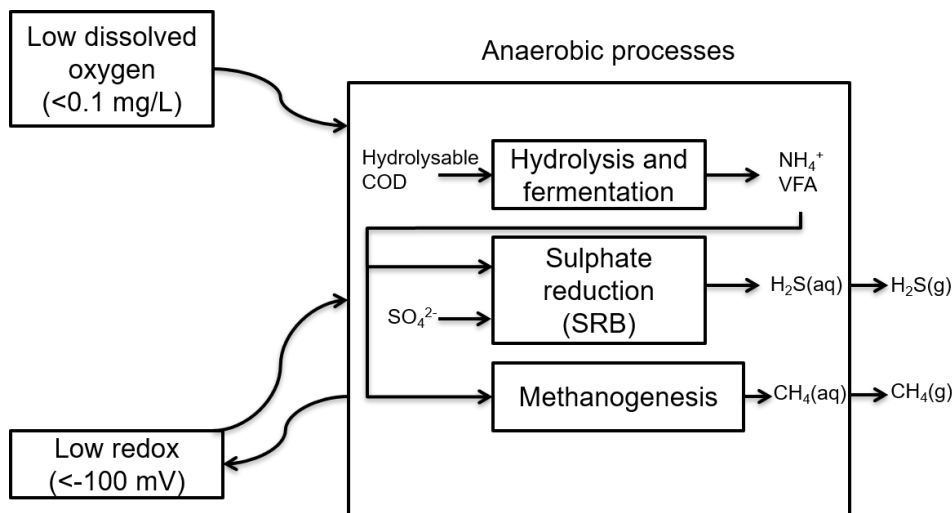 Low dissolved
oxygen
(<0.1 mg/L)
Anaerobic processes
Hydrolysable
COD
Hydrolysis and
fermentation
NH₄⁺
VFA
SO₄²⁻
Sulphate
reduction
(SRB)
H₂S(aq)
H₂S(g)
Methanogenesis
CH₄(aq)
CH₄(g)
Low redox
(<-100 mV)